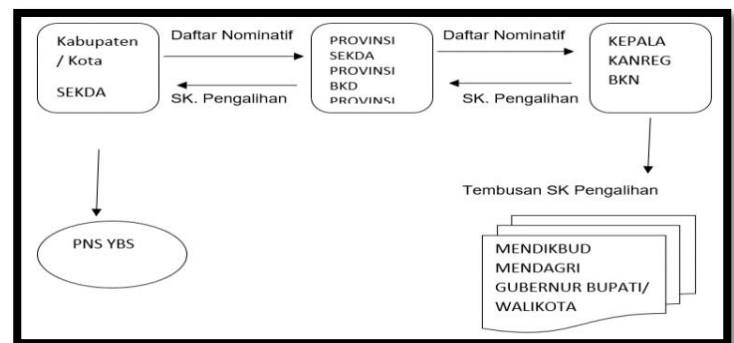 Kabupaten
/ Kota
SEKDA
Daftar Nominatif
SK. Pengalihan
PROVINSI
SEKDA
PROVINSI
BKD
PROVINSI
Daftar Nominatif
SK. Pengalihan
KEPALA
KANREG
BKN
Tembusan SK Pengalihan
PNS YBS
MENDIKBUD
MENDAGRI
GUBERNUR BUPATI/
WALIKOTA